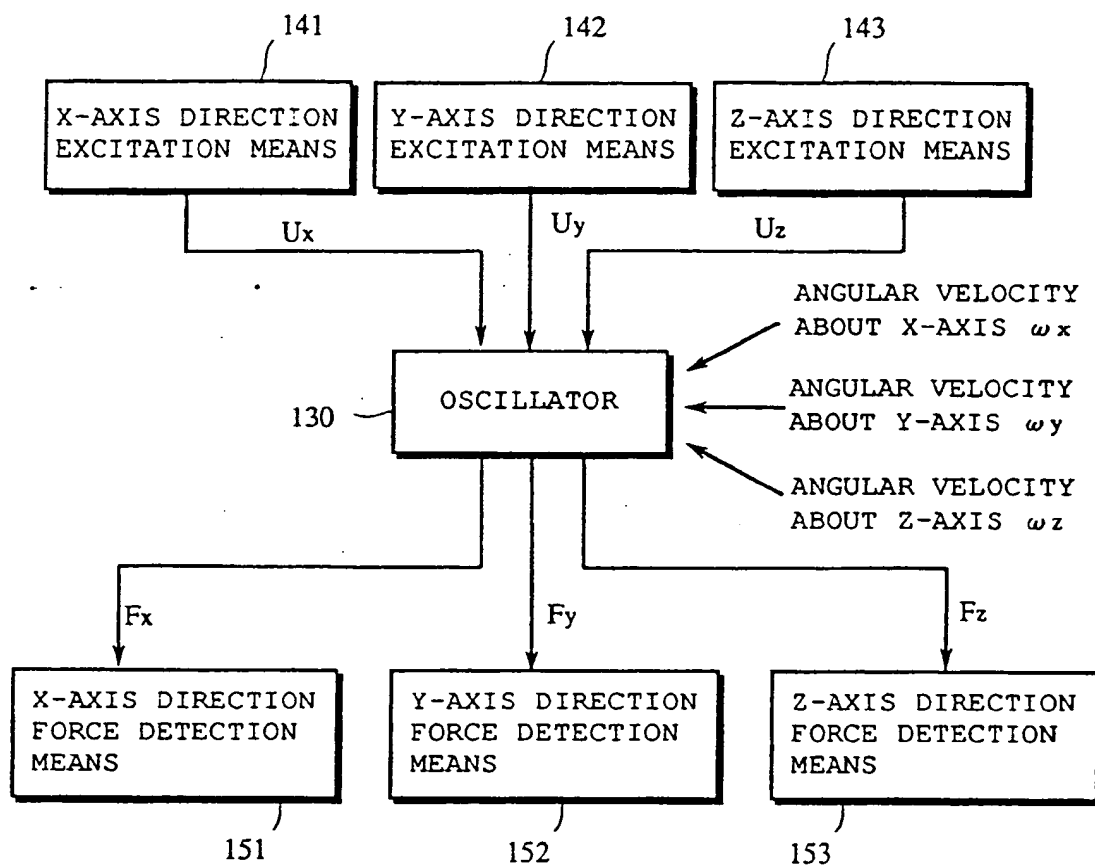 141
142
143
X-AXIS DIRECTION
EXCITATION MEANS
Y-AXIS DIRECTION
EXCITATION MEANS
Z-AXIS DIRECTION
EXCITATION MEANS
Ux
Uy
Uz
ANGULAR VELOCITY
ABOUT X-AXIS ωx
OSCILLATOR
130
ANGULAR VELOCITY
ABOUT Y-AXIS ωy
ANGULAR VELOCITY
ABOUT Z-AXIS ωz
Fx
Fy
Fz
X-AXIS DIRECTION
FORCE DETECTION
MEANS
Y-AXIS DIRECTION
FORCE DETECTION
MEANS
Z-AXIS DIRECTION
FORCE DETECTION
MEANS
151
152
153